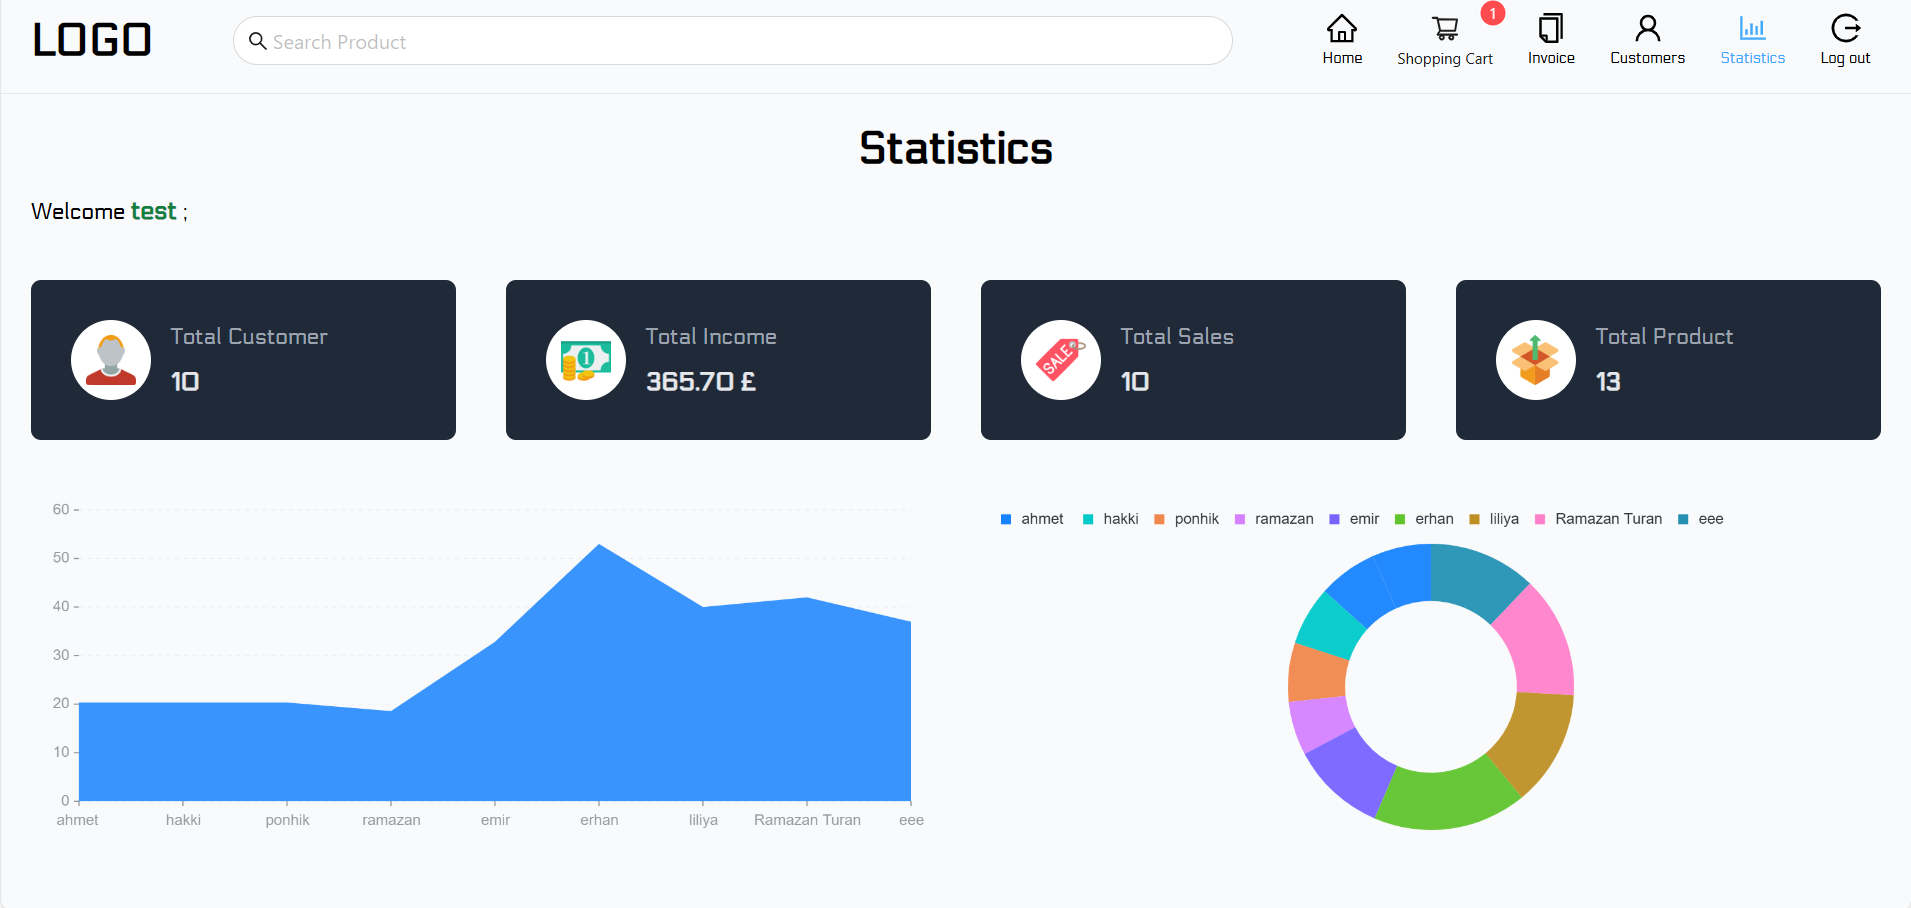 LOGO
Search Product
Home
Shopping Cart
1
Invoice
Customers
Statistics
Log out
Statistics
Welcome test ;
Total Customer
10
Total Income
365.70 £
SALE
Total Sales
10
Total Product
13
60
50
40
30
20
10
0
ahmet hakki ponhik ramazan emir erhan liliya Ramazan Turan eee
ahmet hakki ponhik ramazan emir erhan liliya Ramazan Turan eee